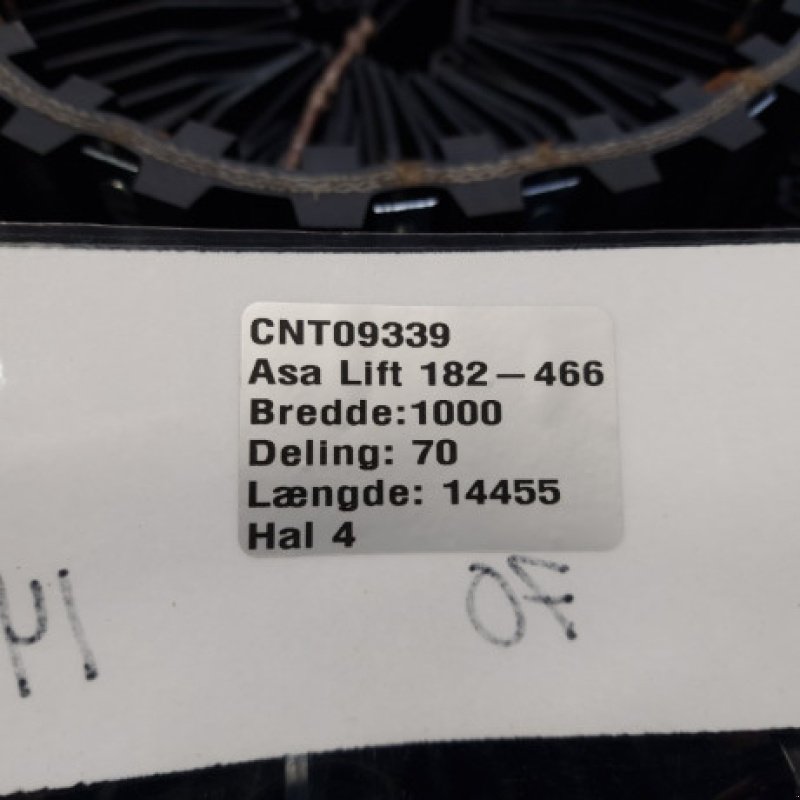 CNT09339
Asa Lift 182-466
Bredde:1000
Deling: 70
Længde: 14455
Hal 4
70